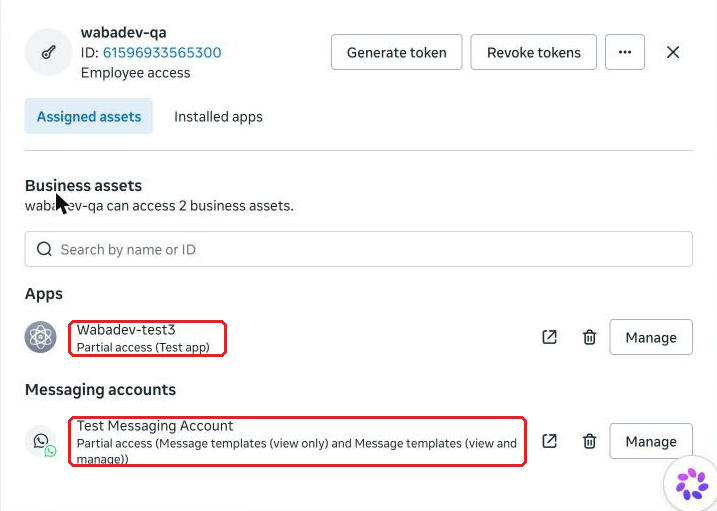 wabadev-qa
ID: 61596933565300
Employee access
Generate token
Revoke tokens
Assigned assets
Installed apps
Business assets
wabadev-qa can access 2 business assets.
Search by name or ID
Apps
Wabadev-test3
Partial access (Test app)
Manage
Messaging accounts
Test Messaging Account
Partial access (Message templates (view only) and Message templates (view and
manage))
Manage